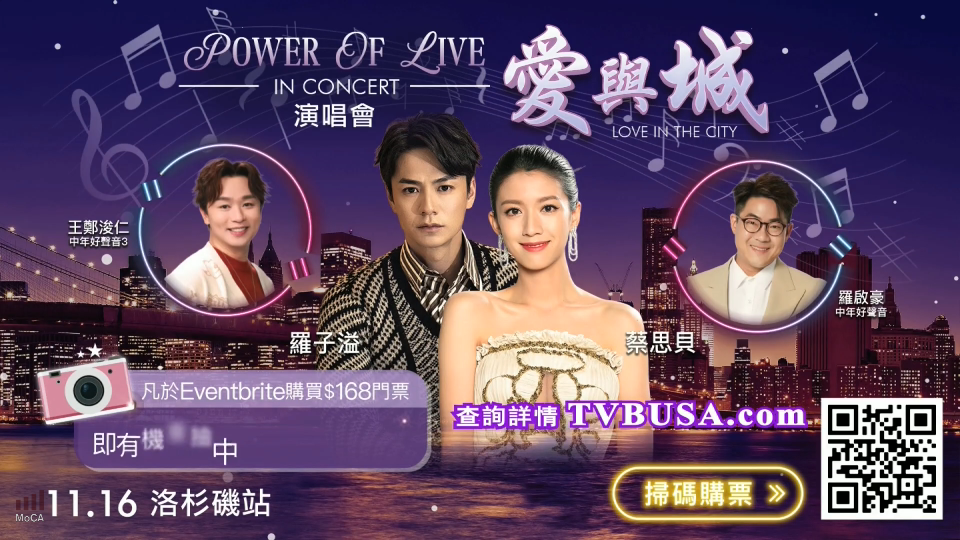 POWER OF LIVE
IN CONCERT
演唱會
愛與城
LOVE IN THE CITY
王鄭浚仁
中年好聲音3
羅啟豪
中年好聲音
羅子溢
蔡思貝
凡於Eventbrite購買$168門票
即有機 中
查詢詳情 TVBUSA.com
掃碼購票
MoCA
11.16 洛杉磯站